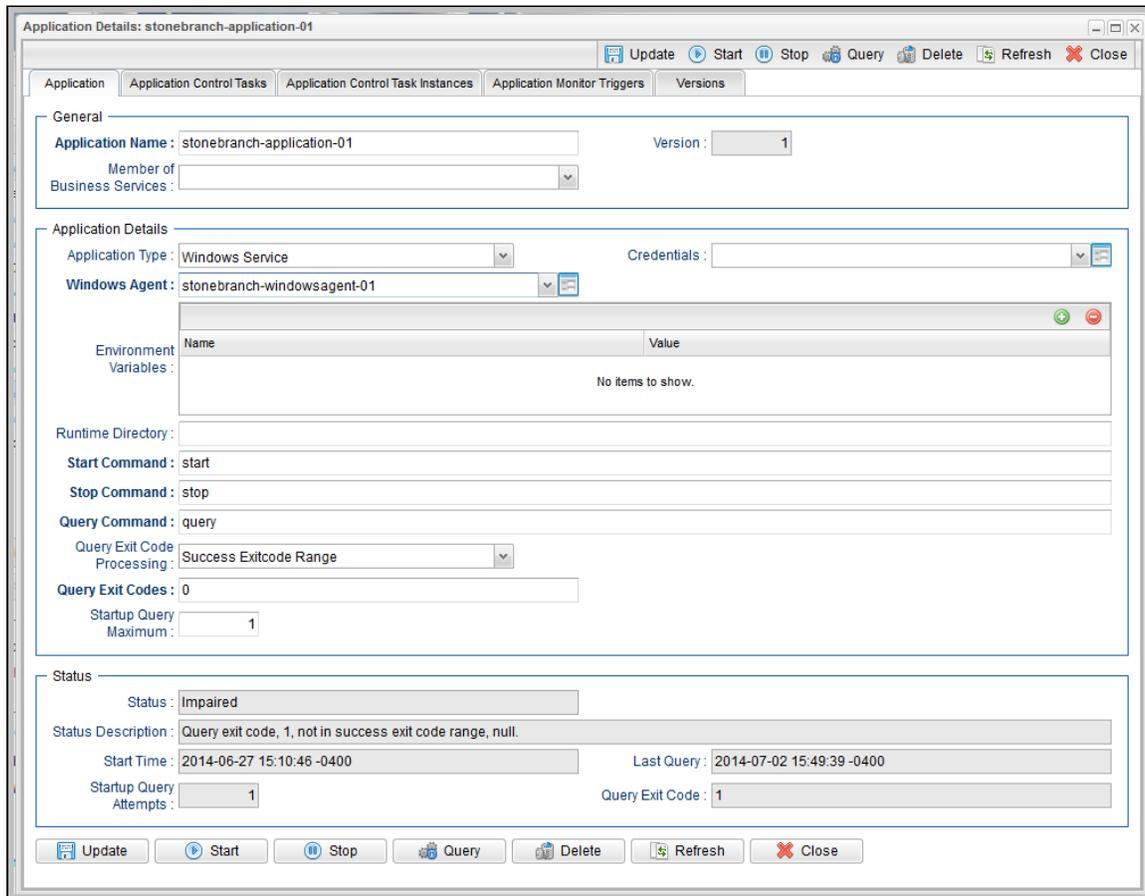 Application Details: stonebranch-application-01
Update Start Stop Query Delete Refresh Close
Application Application Control Tasks Application Control Task Instances Application Monitor Triggers Versions
General
Application Name : stonebranch-application-01 Version : 1
Member of
Business Services :
Application Details
Application Type : Windows Service Credentials :
Windows Agent : stonebranch-windowsagent-01
Name Value
Environment
Variables :
No items to show.
Runtime Directory :
Start Command : start
Stop Command : stop
Query Command : query
Query Exit Code
Processing : Success Exitcode Range
Query Exit Codes : 0
Startup Query
Maximum : 1
Status
Status : Impaired
Status Description : Query exit code, 1, not in success exit code range, null.
Start Time : 2014-06-27 15:10:46 -0400 Last Query : 2014-07-02 15:49:39 -0400
Startup Query
Attempts : 1 Query Exit Code : 1
Update Start Stop Query Delete Refresh Close